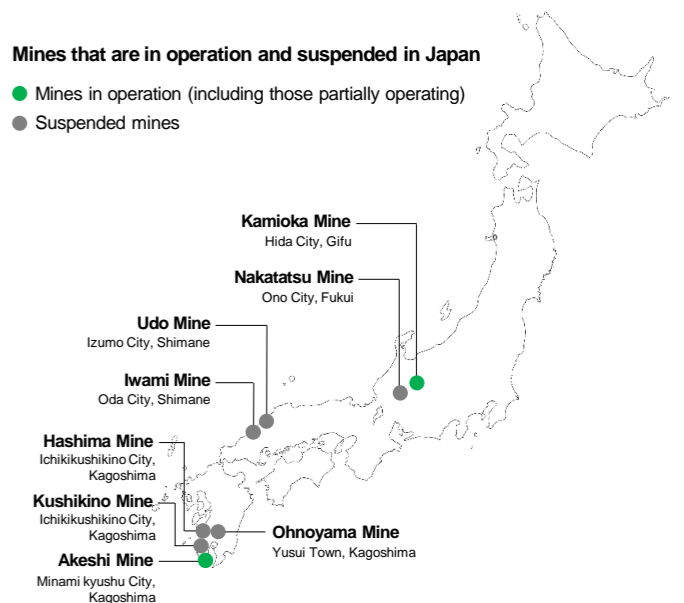 Mines that are in operation and suspended in Japan
Mines in operation (including those partially operating)
Suspended mines
Kamioka Mine
Hida City, Gifu
Nakatatsu Mine
Ono City, Fukui
Udo Mine
Izumo City, Shimane
Iwami Mine
Oda City, Shimane
Hashima Mine
Ichikikushikino City,
Kagoshima
Kushikino Mine
Ichikikushikino City,
Kagoshima
Ohnoyama Mine
Yusui Town, Kagoshima
Akeshi Mine
Minami kyushu City,
Kagoshima